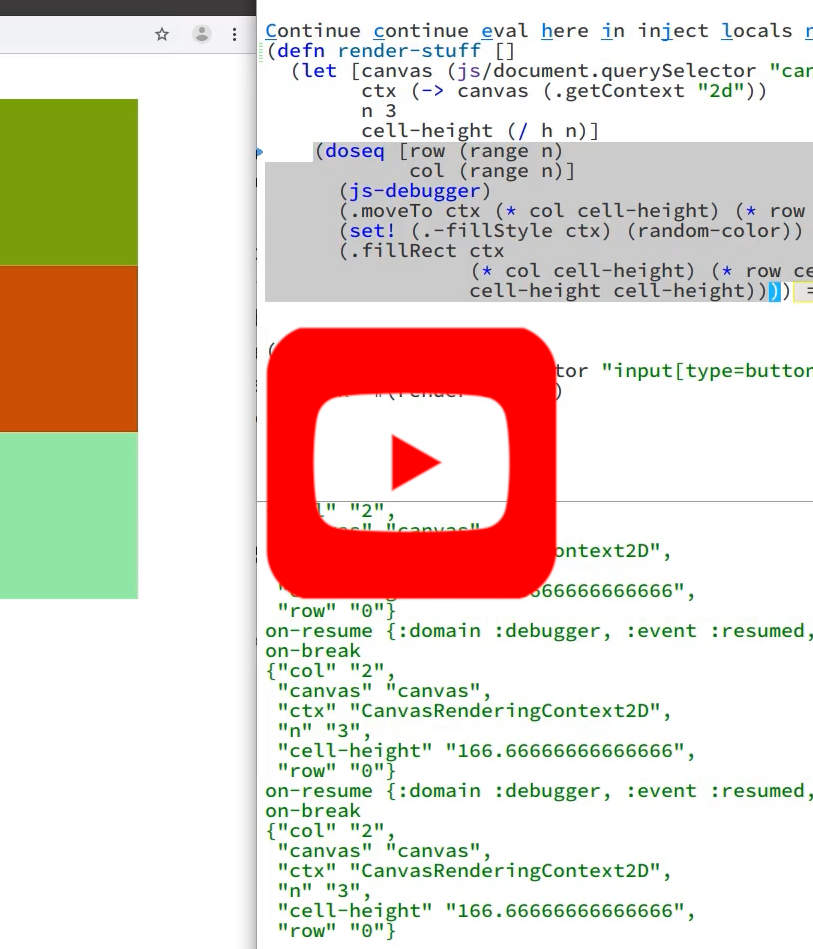 Continue continue eval here in inject locals
(defn render-stuff []
(let [canvas (js/document.querySelector "can
ctx (-> canvas (.getContext "2d"))
n 3
cell-height (/ h n)]
(doseq [row (range n)
col (range n)]
(js-debugger)
(.moveTo ctx (* col cell-height) (* row
(set! (.-fillStyle ctx) (random-color))
(.fillRect ctx
(* col cell-height) (* row ce
cell-height cell-height)))) =
(
tor "input[type=button
)
"2",
"canvas"
ontext2D",
666666666666",
"row" "0"}
on-resume {:domain :debugger, :event :resumed,
on-break
{"col" "2",
"canvas" "canvas",
"ctx" "CanvasRenderingContext2D",
"n" "3",
"cell-height" "166.66666666666666",
"row" "0"}
on-resume {:domain :debugger, :event :resumed,
on-break
{"col" "2",
"canvas" "canvas",
"ctx" "CanvasRenderingContext2D",
"n" "3",
"cell-height" "166.66666666666666",
"row" "0"}